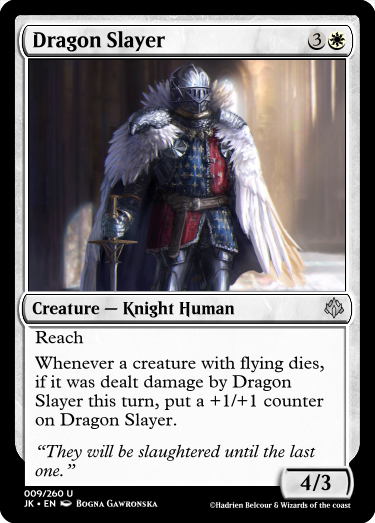 Dragon Slayer 3
Creature — Knight Human
Reach
Whenever a creature with flying dies,
if it was dealt damage by Dragon
Slayer this turn, put a +1/+1 counter
on Dragon Slayer.
“They will be slaughtered until the last
one.”
4/3
009/260 U
JK • EN Bogna Gawronska
©Hadrien Belcour & Wizards of the coast